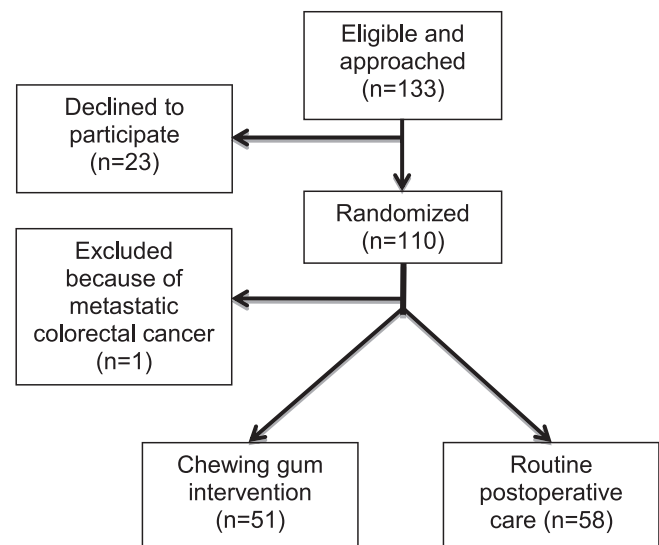 Eligible and
approached
(n=133)
Declined to
participate
(n=23)
Randomized
(n=110)
Excluded
because of
metastatic
colorectal cancer
(n=1)
Chewing gum
intervention
(n=51)
Routine
postoperative
care (n=58)